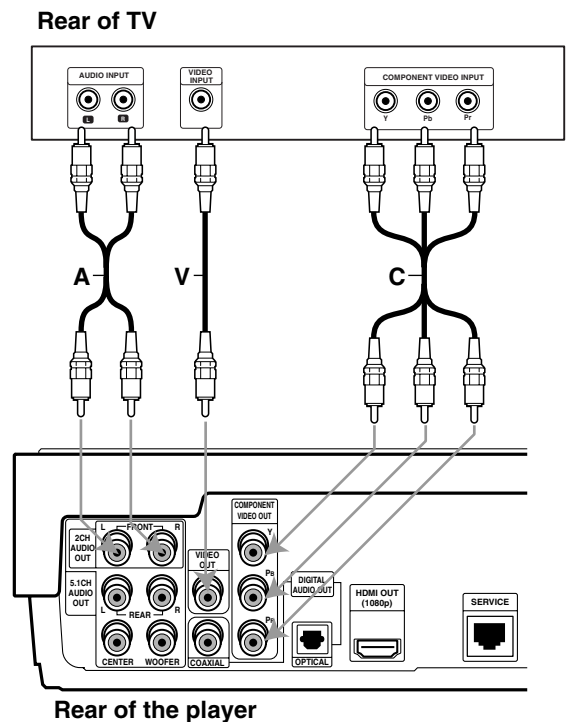 Rear of TV
AUDIO INPUT
L R
VIDEO
INPUT
COMPONENT VIDEO INPUT
Y Pb Pr
A V C
COMPONENT
VIDEO OUT
L FRONT R
2CH
AUDIO
OUT
VIDEO
OUT
Y
5.1CH
AUDIO
OUT
L REAR R
PB
PR
DIGITAL
AUDIO OUT
HDMI OUT
(1080p)
SERVICE
CENTER WOOFER COAXIAL OPTICAL
Rear of the player